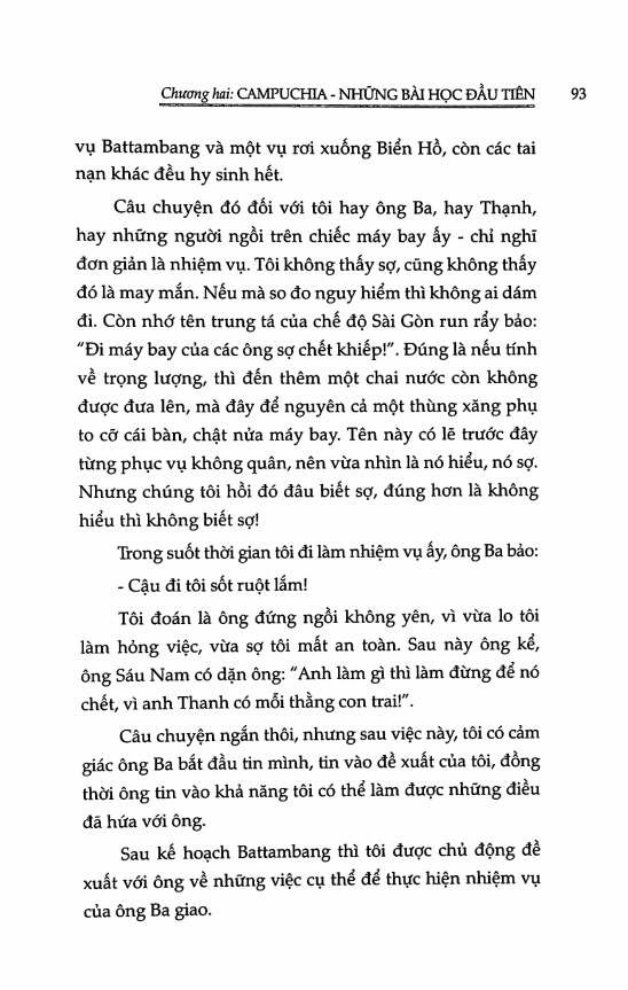 Chương hai: CAMPUCHIA - NHỮNG BÀI HỌC ĐẦU TIÊN 93
vụ Battambang và một vụ rơi xuống Biển Hồ, còn các tai
nạn khác đều hy sinh hết.
Câu chuyện đó đối với tôi hay ông Ba, hay Thạnh,
hay những người ngồi trên chiếc máy bay ấy - chỉ nghĩ
đơn giản là nhiệm vụ. Tôi không thấy sợ, cũng không thấy
đó là may mắn. Nếu mà so đo nguy hiểm thì không ai dám
đi. Còn nhớ tên trung tá của chế độ Sài Gòn run rẩy bảo:
"Đi máy bay của các ông sợ chết khiếp!". Đúng là nếu tính
về trọng lượng, thì đến thêm một chai nước còn không
được đưa lên, mà đây để nguyên cả một thùng xăng phụ
to cỡ cái bàn, chật nửa máy bay. Tên này có lẽ trước đây
từng phục vụ không quân, nên vừa nhìn là nó hiểu, nó sợ.
Nhưng chúng tôi hồi đó đâu biết sợ, đúng hơn là không
hiểu thì không biết sợ!
Trong suốt thời gian tôi đi làm nhiệm vụ ấy, ông Ba bảo:
- Cậu đi tôi sốt ruột lắm!
Tôi đoán là ông đứng ngồi không yên, vì vừa lo tôi
làm hỏng việc, vừa sợ tôi mất an toàn. Sau này ông kể,
ông Sáu Nam có dặn ông: "Anh làm gì thì làm đừng để nó
chết, vì anh Thanh có mỗi thằng con trai!".
Câu chuyện ngắn thôi, nhưng sau việc này, tôi có cảm
giác ông Ba bắt đầu tin mình, tin vào đề xuất của tôi, đồng
thời ông tin vào khả năng tôi có thể làm được những điều
đã hứa với ông.
Sau kế hoạch Battambang thì tôi được chủ động đề
xuất với ông về những việc cụ thể để thực hiện nhiệm vụ
của ông Ba giao.